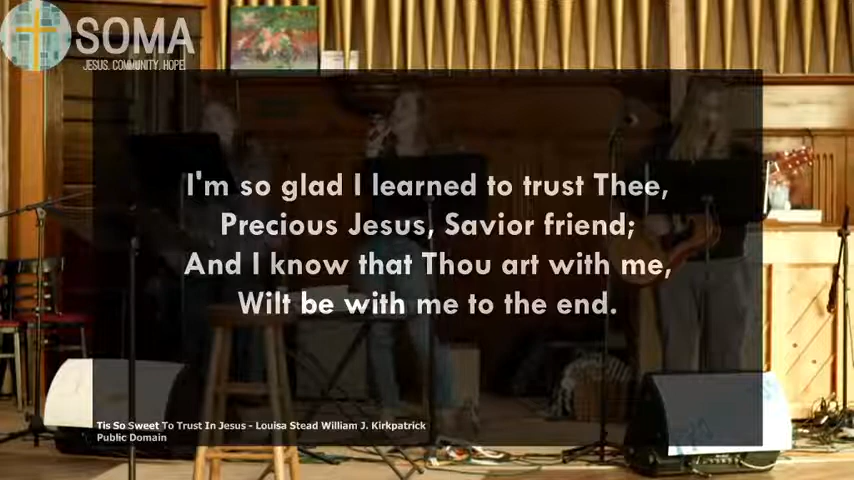 SOMA
JESUS. COMMUNITY. HOPE.
I'm so glad I learned to trust Thee,
Precious Jesus, Savior friend;
And I know that Thou art with me,
Wilt be with me to the end.
Tis So Sweet To Trust In Jesus - Louisa Stead William J. Kirkpatrick
Public Domain